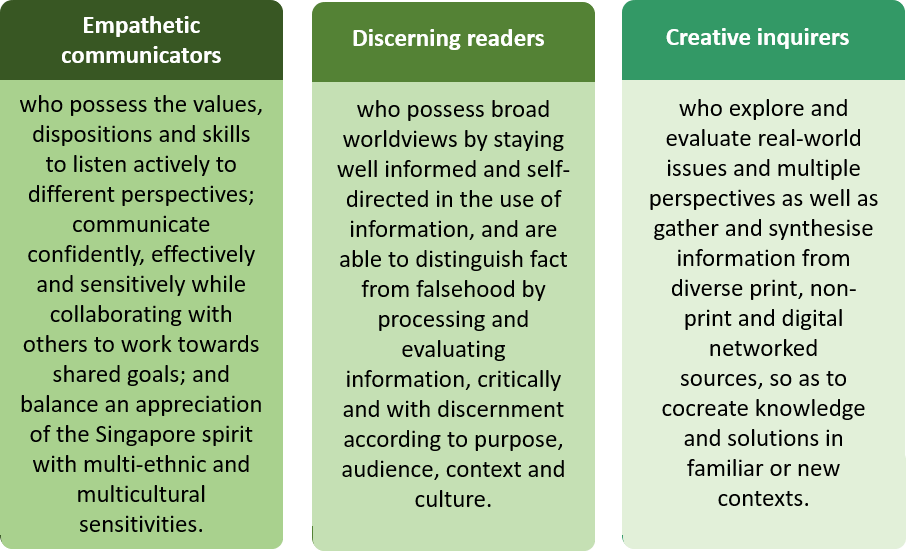 Empathetic
communicators
who possess the values,
dispositions and skills
to listen actively to
different perspectives;
communicate
confidently, effectively
and sensitively while
collaborating with
others to work towards
shared goals; and
balance an appreciation
of the Singapore spirit
with multi-ethnic and
multicultural
sensitivities.
Discerning readers
who possess broad
worldviews by staying
well informed and self-
directed in the use of
information, and are
able to distinguish fact
from falsehood by
processing and
evaluating
information, critically
and with discernment
according to purpose,
audience, context and
culture.
Creative inquirers
who explore and
evaluate real-world
issues and multiple
perspectives as well as
gather and synthesise
information from
diverse print, non-
print and digital
networked
sources, so as to
cocreate knowledge
and solutions in
familiar or new
contexts.